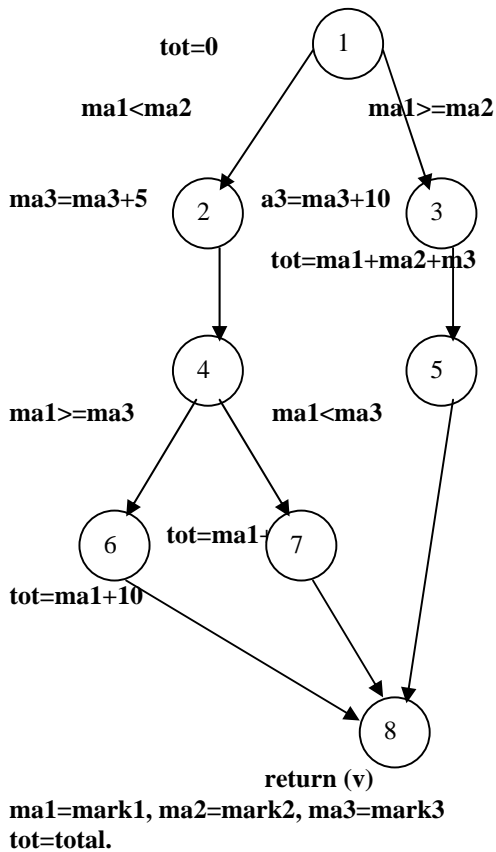 1
tot=0
ma1<ma2
ma1>=ma2
ma3=ma3+5
2
a3=ma3+10
3
tot=ma1+ma2+m3
4
5
ma1>=ma3
ma1<ma3
6
tot=ma1+
7
tot=ma1+10
8
return (v)
ma1=mark1, ma2=mark2, ma3=mark3
tot=total.